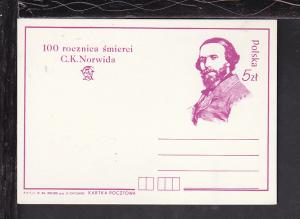 100 rocznica śmierci
C.K.Norwida
Polska
5zł
KARTKA POCZTOWA